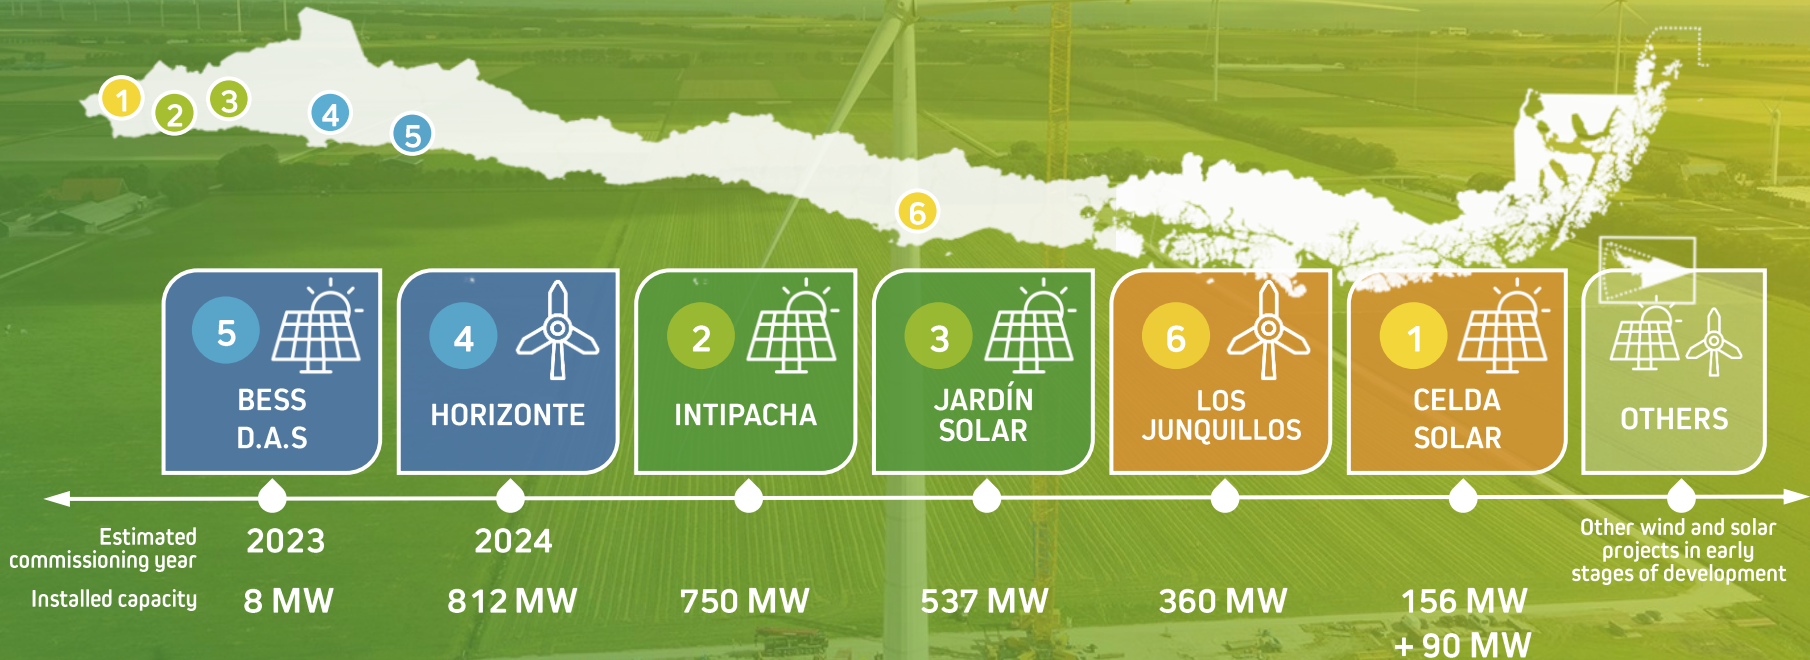 1
2
3
4
5
6
5
BESS
D.A.S
4
HORIZONTE
2
INTIPACHA
3
JARDÍN
SOLAR
6
LOS
JUNQUILLOS
1
CELDA
SOLAR
OTHERS
Estimated
commissioning year
2023
2024
Other wind and solar
projects in early
stages of development
Installed capacity
8 MW
812 MW
750 MW
537 MW
360 MW
156 MW
+ 90 MW